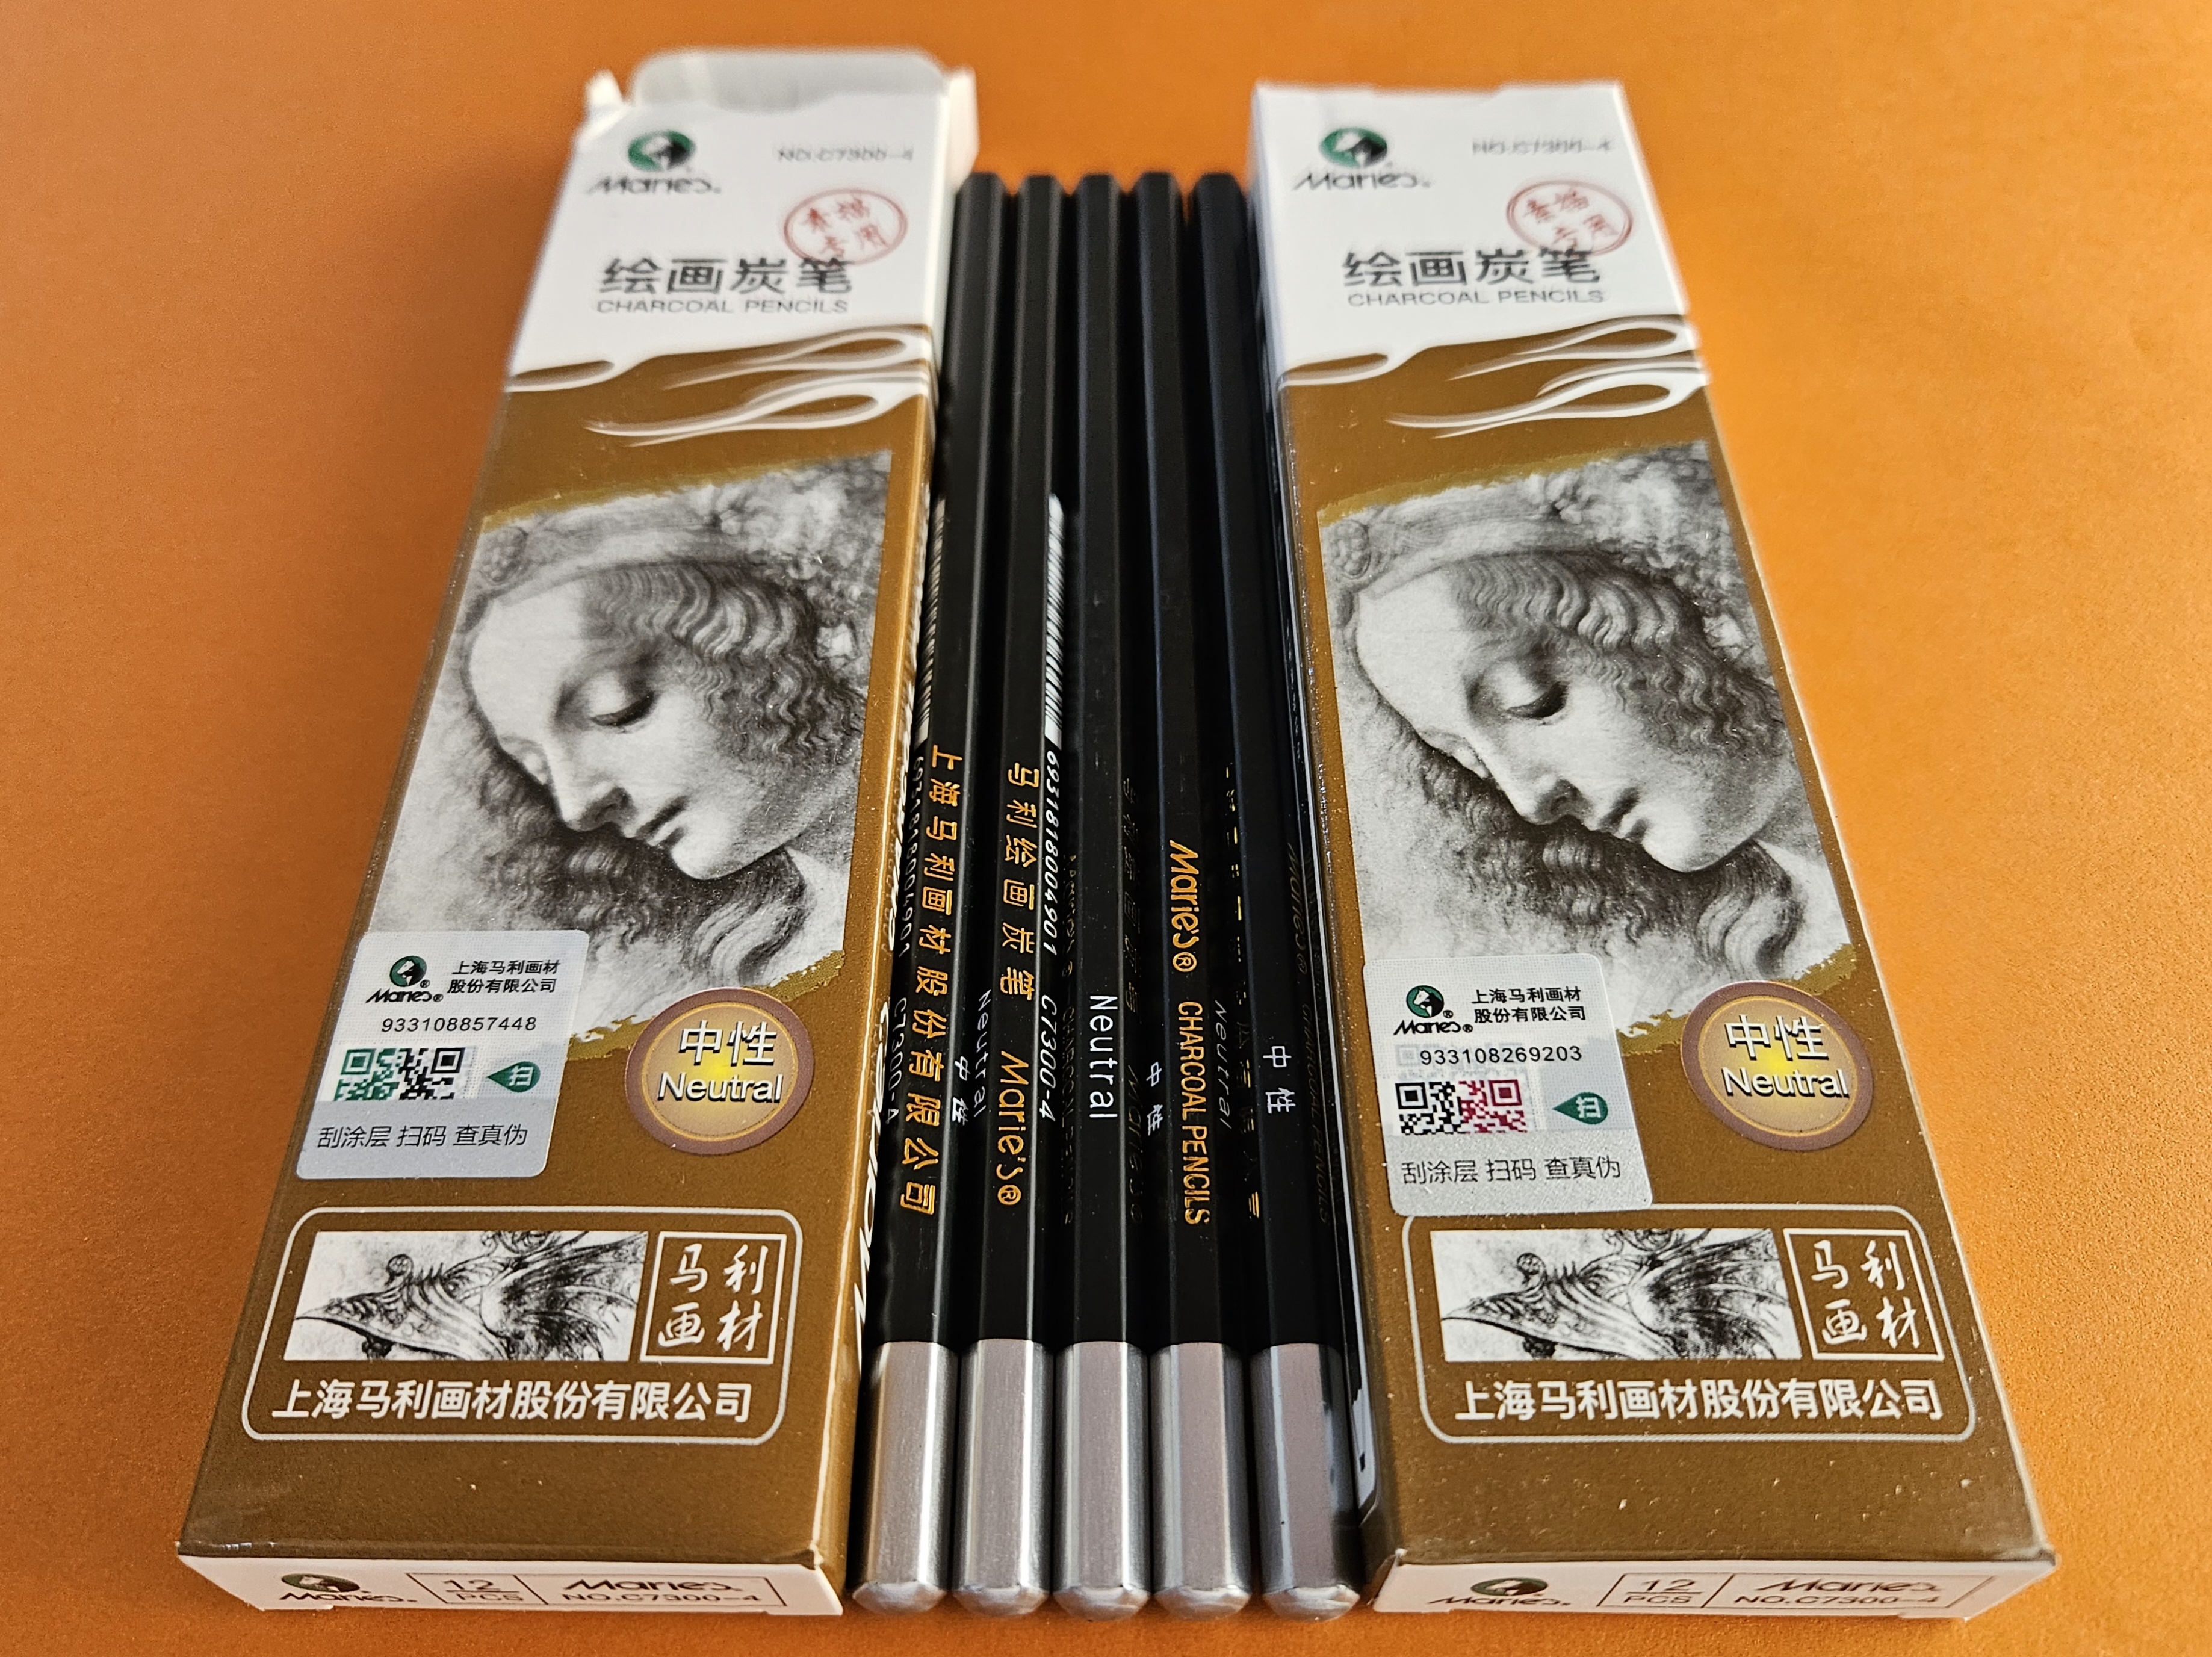 Marie's®
NO.C7300-4
素描
专用
绘画炭笔
CHARCOAL PENCILS
Marie's®
上海马利画材
股份有限公司
933108857448
扫
刮涂层 扫码 查真伪
中性
Neutral
马利
画材
上海马利画材股份有限公司
Marie's®
12
PCS
Marie's
NO.C7300-4
上海马利画材股份有限公司
Neutral 中性
马利绘画炭笔 Marie's®
6931818004901 C7300-4
Neutral
中性
Marie's® CHARCOAL PENCILS
Neutral
中性
Marie's®
NO.C7300-4
素描
专用
绘画炭笔
CHARCOAL PENCILS
Marie's®
上海马利画材
股份有限公司
933108269203
扫
刮涂层 扫码 查真伪
中性
Neutral
马利
画材
上海马利画材股份有限公司
Marie's®
12
PCS
Marie's
NO.C7300-4